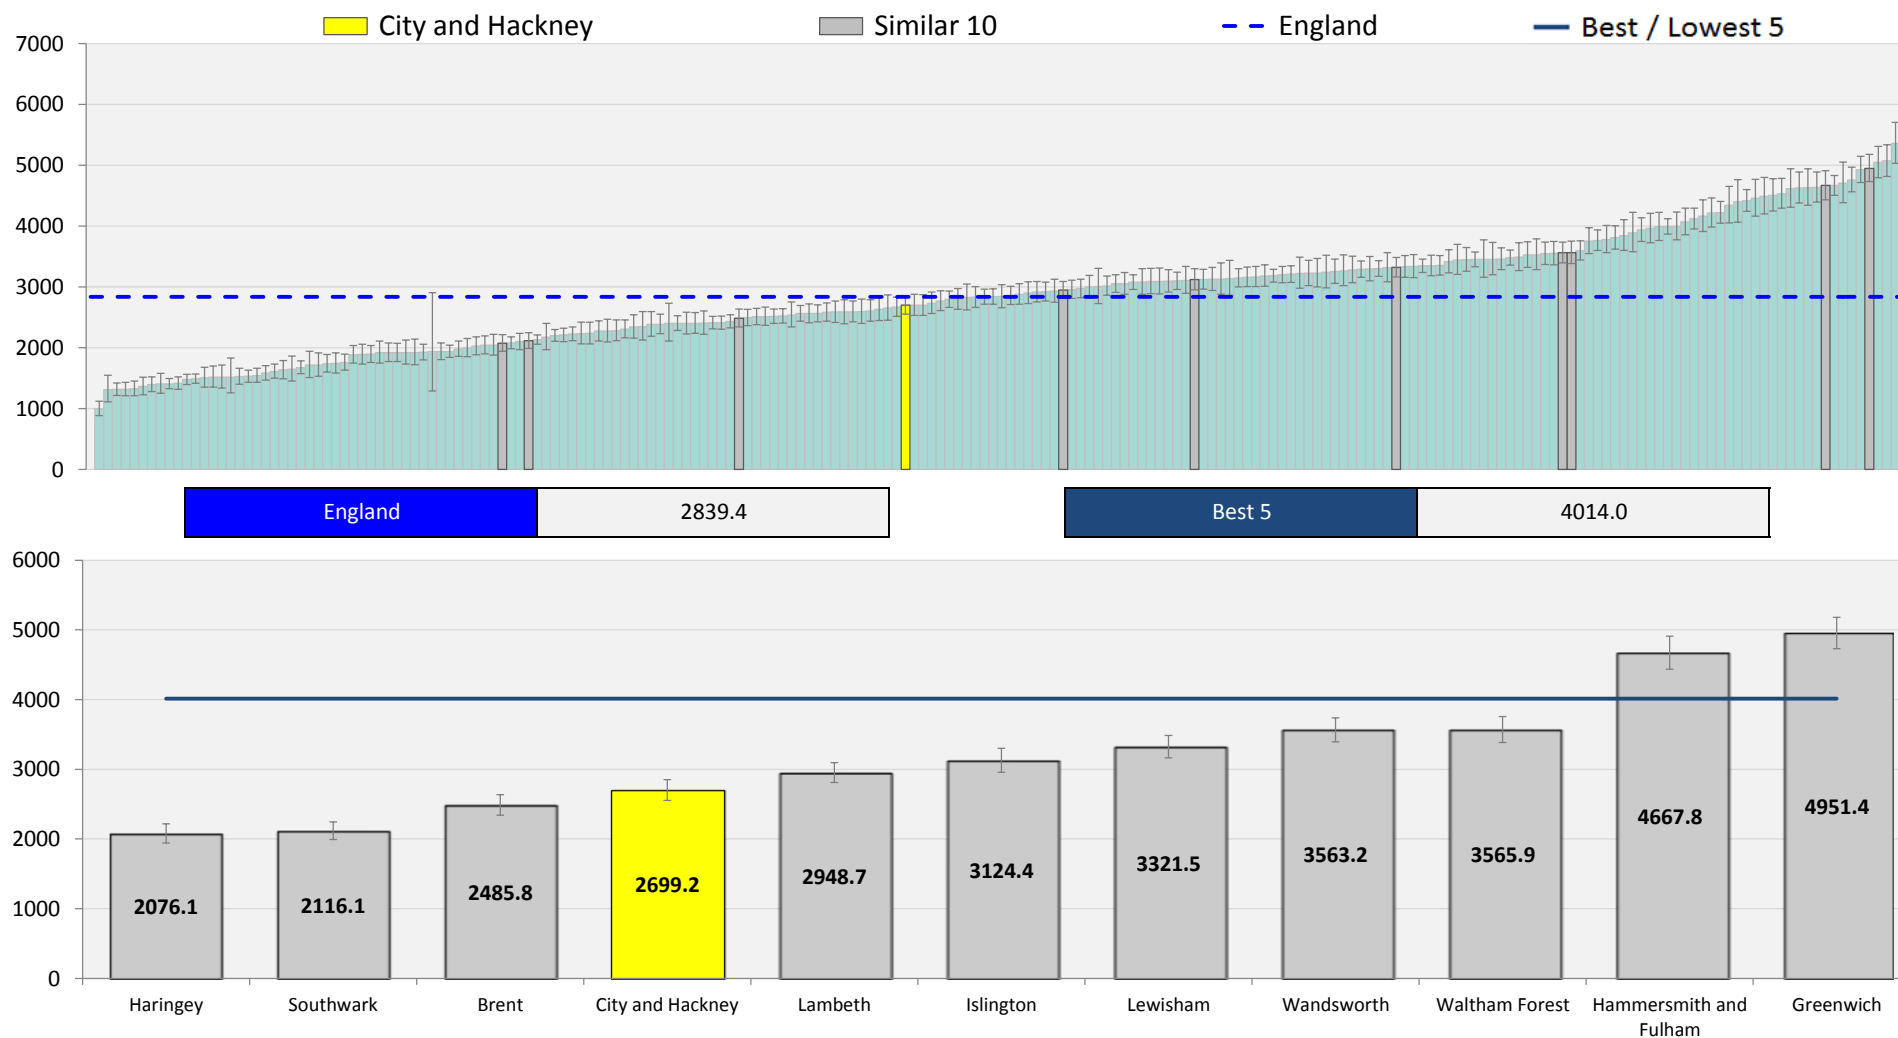 City and Hackney
Similar 10
England
Best / Lowest 5
7000
6000
5000
4000
3000
2000
1000
0
England 2839.4 Best 5 4014.0
6000
5000
4000
3000
2000
1000
0
2076.1
2116.1
2485.8
2699.2
2948.7
3124.4
3321.5
3563.2
3565.9
4667.8
4951.4
Haringey
Southwark
Brent
City and Hackney
Lambeth
Islington
Lewisham
Wandsworth
Waltham Forest
Hammersmith and
Fulham
Greenwich